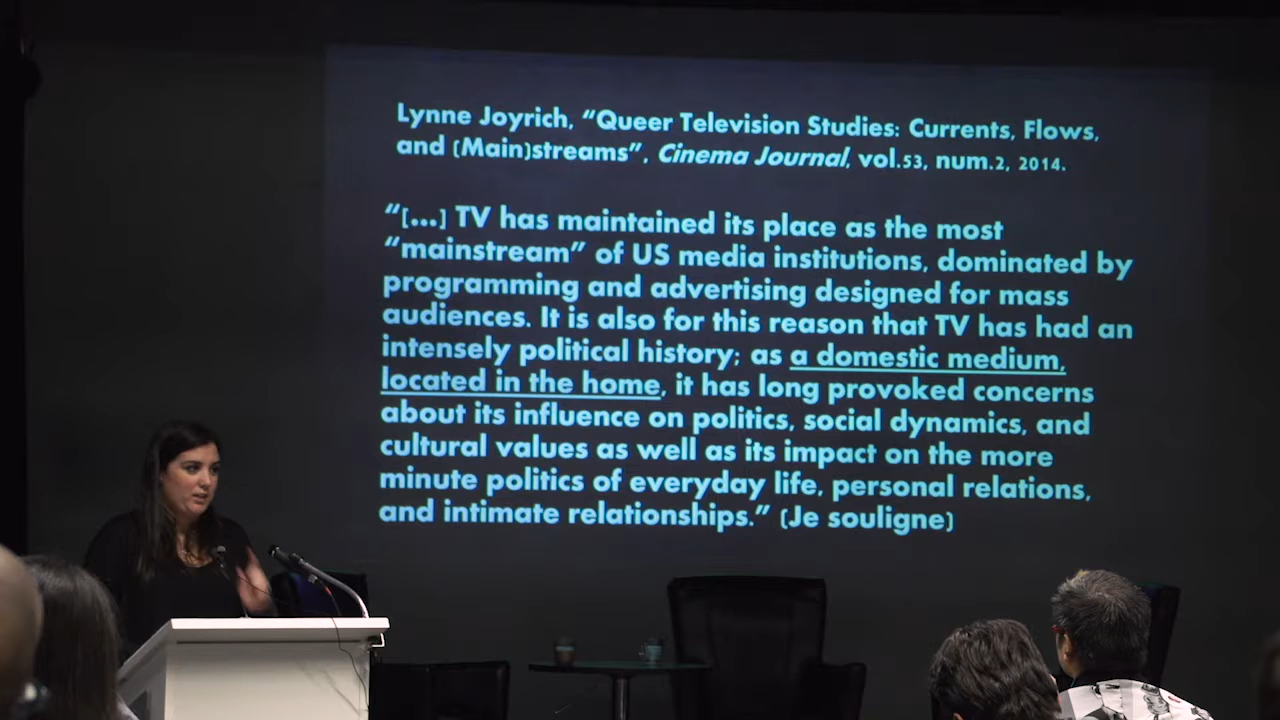 Lynne Joyrich, “Queer Television Studies: Currents, Flows,
and (Main)streams”, Cinema Journal, vol.53, num.2, 2014.
“[...] TV has maintained its place as the most
“mainstream” of US media institutions, dominated by
programming and advertising designed for mass
audiences. It is also for this reason that TV has had an
intensely political history; as a domestic medium,
located in the home, it has long provoked concerns
about its influence on politics, social dynamics, and
cultural values as well as its impact on the more
minute politics of everyday life, personal relations,
and intimate relationships.” (Je souligne)